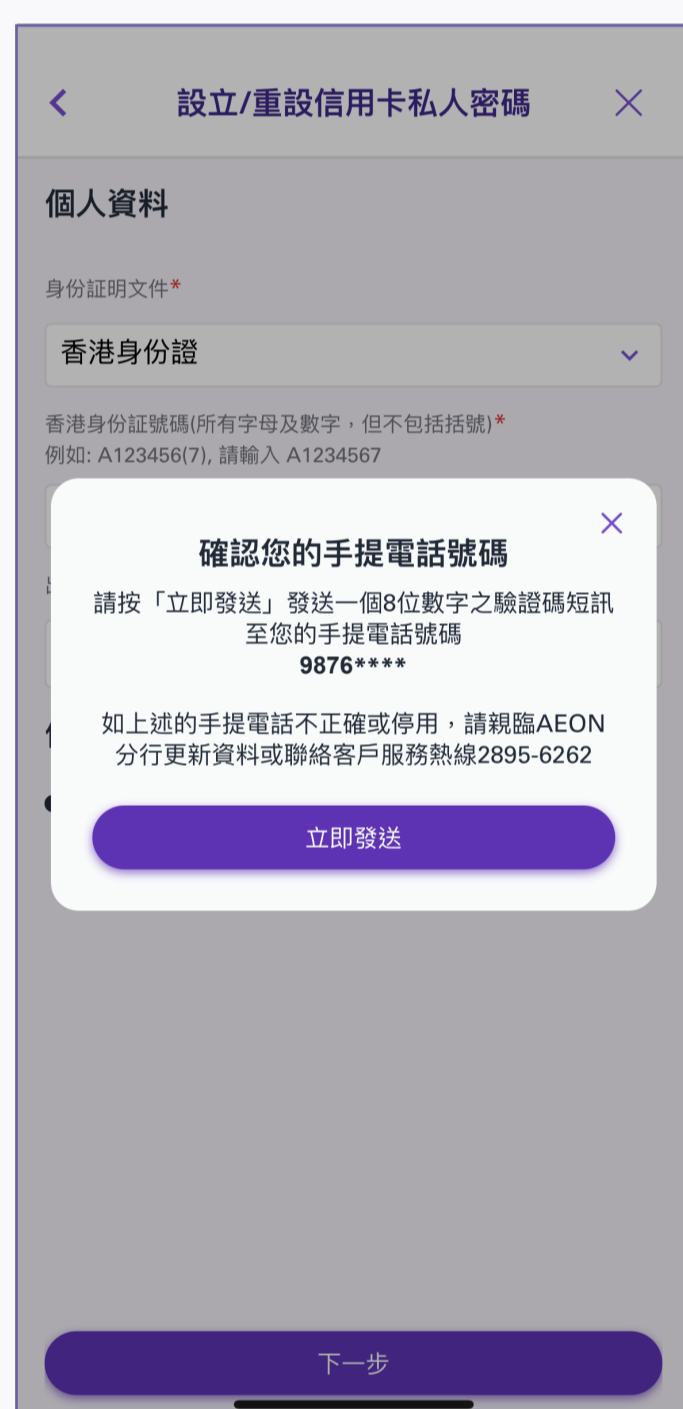 設立/重設信用卡私人密碼
個人資料
身份証明文件*
香港身份證
香港身份証號碼(所有字母及數字，但不包括括號)*
例如: A123456(7), 請輸入 A1234567
確認您的手提電話號碼
請按「立即發送」發送一個8位數字之驗證碼短訊
至您的手提電話號碼
9876****
如上述的手提電話不正確或停用，請親臨AEON
分行更新資料或聯絡客戶服務熱線2895-6262
立即發送
下一步